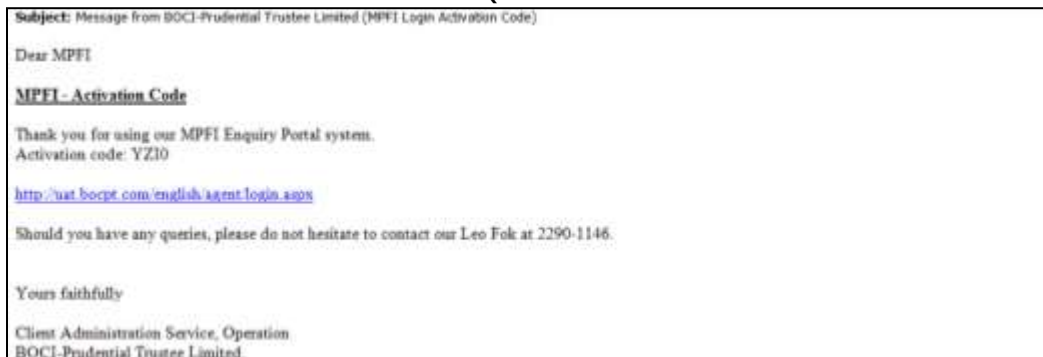 Subject: Message from BOCI-Prudential Trustee Limited (MPFI Login Activation Code)
Dear MPFI
MPFI - Activation Code
Thank you for using our MPFI Enquiry Portal system.
Activation code: YZI0
http://uat.bocpt.com/english/agent/login.aspx
Should you have any queries, please do not hesitate to contact our Leo Fok at 2290-1146.
Yours faithfully
Client Administration Service, Operation
BOCI-Prudential Trustee Limited